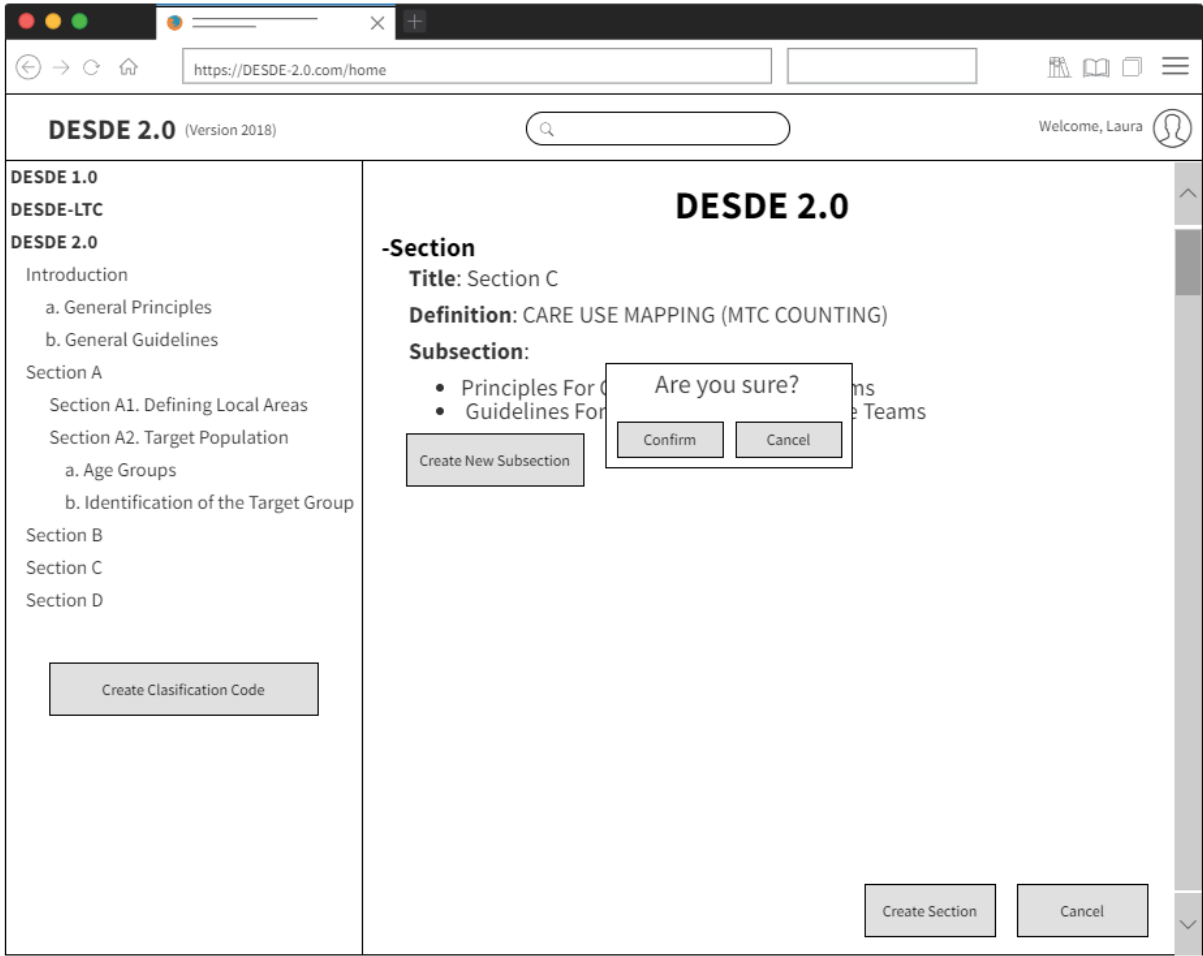 https://DESDE-2.0.com/home
DESDE 2.0 (Version 2018)
Welcome, Laura
DESDE 1.0
DESDE-LTC
DESDE 2.0
Introduction
a. General Principles
b. General Guidelines
Section A
Section A1. Defining Local Areas
Section A2. Target Population
a. Age Groups
b. Identification of the Target Group
Section B
Section C
Section D
Create Clasification Code
DESDE 2.0
-Section
Title: Section C
Definition: CARE USE MAPPING (MTC COUNTING)
Subsection:
• Principles For
• Guidelines For Teams
Create New Subsection
Are you sure?
Confirm Cancel
Create Section Cancel